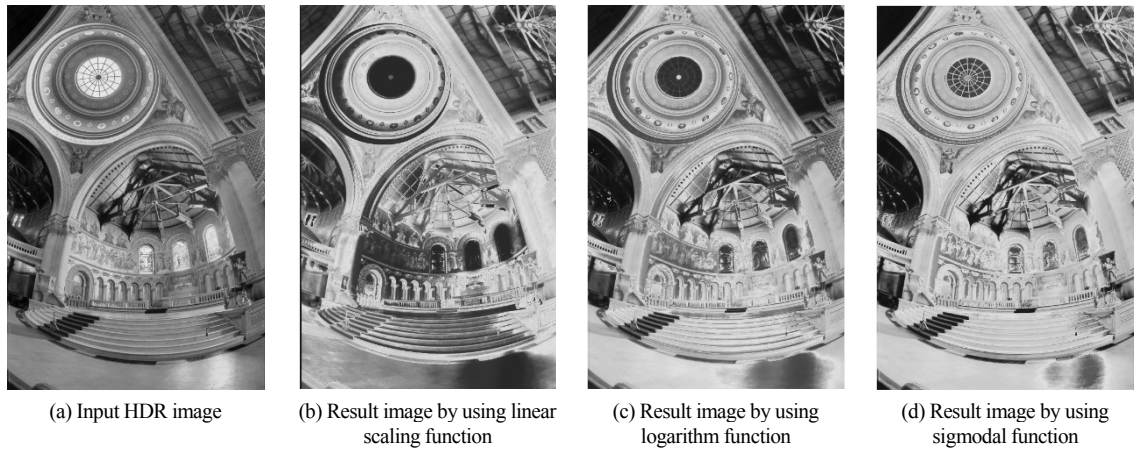 (a) Input HDR image
(b) Result image by using linear
scaling function
(c) Result image by using
logarithm function
(d) Result image by using
sigmodal function